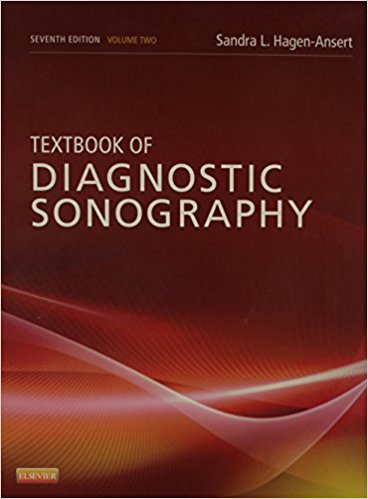 SEVENTH EDITION VOLUME TWO Sandra L. Hagen-Ansert
TEXTBOOK OF
DIAGNOSTIC
SONOGRAPHY
ELSEVIER